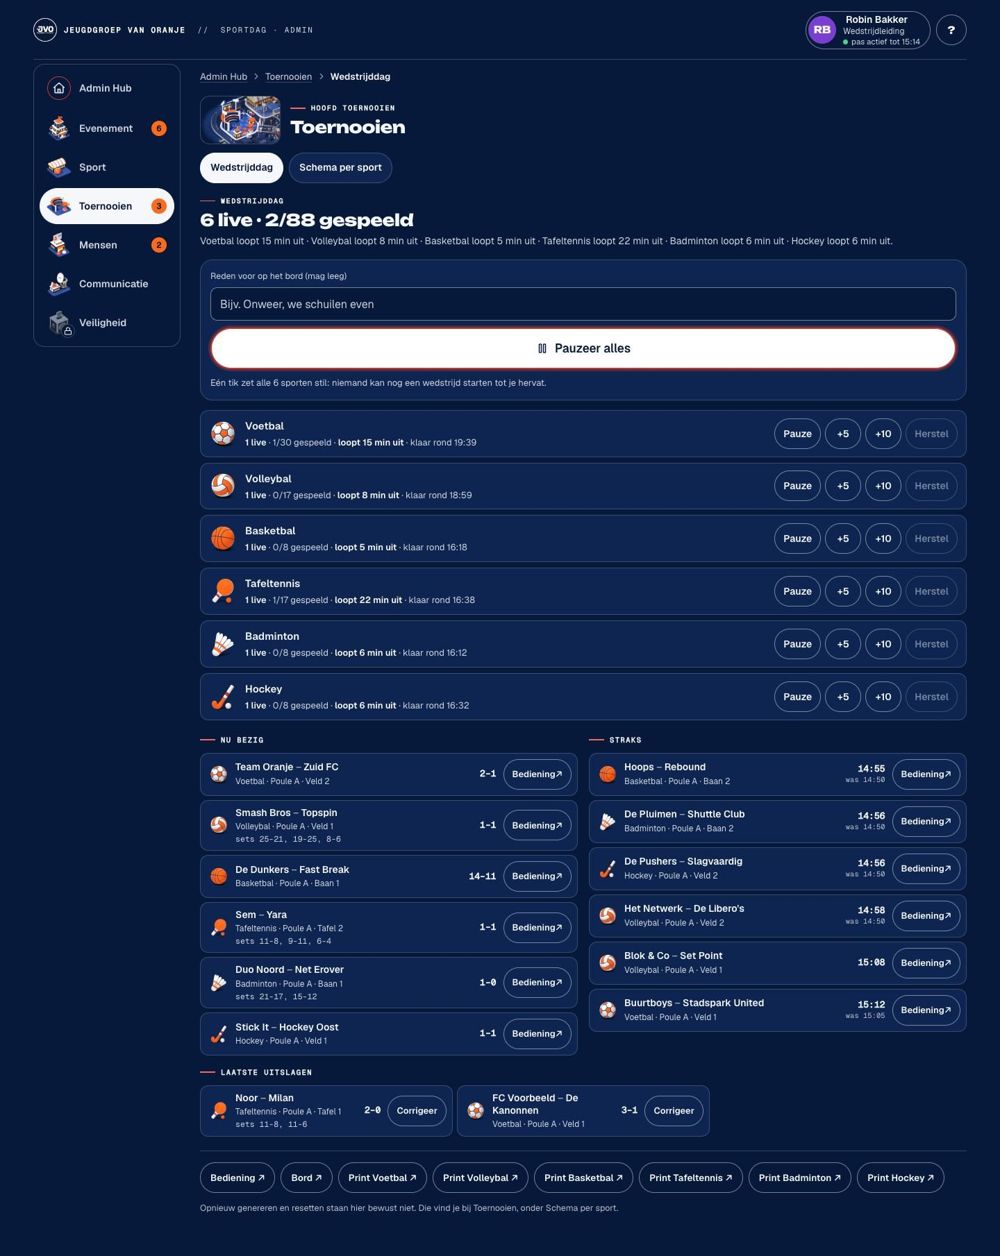 JVO JEUGDGROEP VAN ORANJE // SPORTDAG · ADMIN
RB Robin Bakker
Wedstrijdleiding
pas actief tot 15:14
?
Admin Hub
Evenement 6
Sport
Toernooien 3
Mensen 2
Communicatie
Veiligheid
Admin Hub > Toernooien > Wedstrijddag
HOOFD TOERNOOIEN
Toernooien
Wedstrijddag Schema per sport
WEDSTRIJDDAG
6 live · 2/88 gespeeld
Voetbal loopt 15 min uit · Volleybal loopt 8 min uit · Basketbal loopt 5 min uit · Tafeltennis loopt 22 min uit · Badminton loopt 6 min uit · Hockey loopt 6 min uit.
Reden voor op het bord (mag leeg)
Bijv. Onweer, we schuilen even
Pauzeer alles
Eén tik zet alle 6 sporten stil: niemand kan nog een wedstrijd starten tot je hervat.
Voetbal
1 live · 1/30 gespeeld · loopt 15 min uit · klaar rond 19:39
Pauze +5 +10 Herstel
Volleybal
1 live · 0/17 gespeeld · loopt 8 min uit · klaar rond 18:59
Pauze +5 +10 Herstel
Basketbal
1 live · 0/8 gespeeld · loopt 5 min uit · klaar rond 16:18
Pauze +5 +10 Herstel
Tafeltennis
1 live · 1/17 gespeeld · loopt 22 min uit · klaar rond 16:38
Pauze +5 +10 Herstel
Badminton
1 live · 0/8 gespeeld · loopt 6 min uit · klaar rond 16:12
Pauze +5 +10 Herstel
Hockey
1 live · 0/8 gespeeld · loopt 6 min uit · klaar rond 16:32
Pauze +5 +10 Herstel
NU BEZIG
Team Oranje – Zuid FC
Voetbal · Poule A · Veld 2
2–1 Bediening↗
Smash Bros – Topspin
Volleybal · Poule A · Veld 1
sets 25–21, 19–25, 8–6
1–1 Bediening↗
De Dunkers – Fast Break
Basketbal · Poule A · Baan 1
14–11 Bediening↗
Sem – Yara
Tafeltennis · Poule A · Tafel 2
sets 11–8, 9–11, 6–4
1–1 Bediening↗
Duo Noord – Net Erover
Badminton · Poule A · Baan 1
sets 21–17, 15–12
1–0 Bediening↗
Stick It – Hockey Oost
Hockey · Poule A · Veld 1
1–1 Bediening↗
STRAKS
Hoops – Rebound
Basketbal · Poule A · Baan 2
14:55
was 14:50
Bediening↗
De Pluimen – Shuttle Club
Badminton · Poule A · Baan 2
14:56
was 14:50
Bediening↗
De Pushers – Slagvaardig
Hockey · Poule A · Veld 2
14:56
was 14:50
Bediening↗
Het Netwerk – De Libero's
Volleybal · Poule A · Veld 2
14:58
was 14:50
Bediening↗
Blok & Co – Set Point
Volleybal · Poule A · Veld 1
15:08
Bediening↗
Buurtboys – Stadspark United
Voetbal · Poule A · Veld 1
15:12
was 15:05
Bediening↗
LAATSTE UITSLAGEN
Noor – Milan
Tafeltennis · Poule A · Tafel 1
sets 11–8, 11–6
2–0 Corrigeer
FC Voorbeeld – De
Kanonnen
Voetbal · Poule A · Veld 1
3–1 Corrigeer
Bediening ↗ Bord ↗ Print Voetbal ↗ Print Volleybal ↗ Print Basketbal ↗ Print Tafeltennis ↗ Print Badminton ↗ Print Hockey ↗
Opnieuw genereren en resetten staan hier bewust niet. Die vind je bij Toernooien, onder Schema per sport.